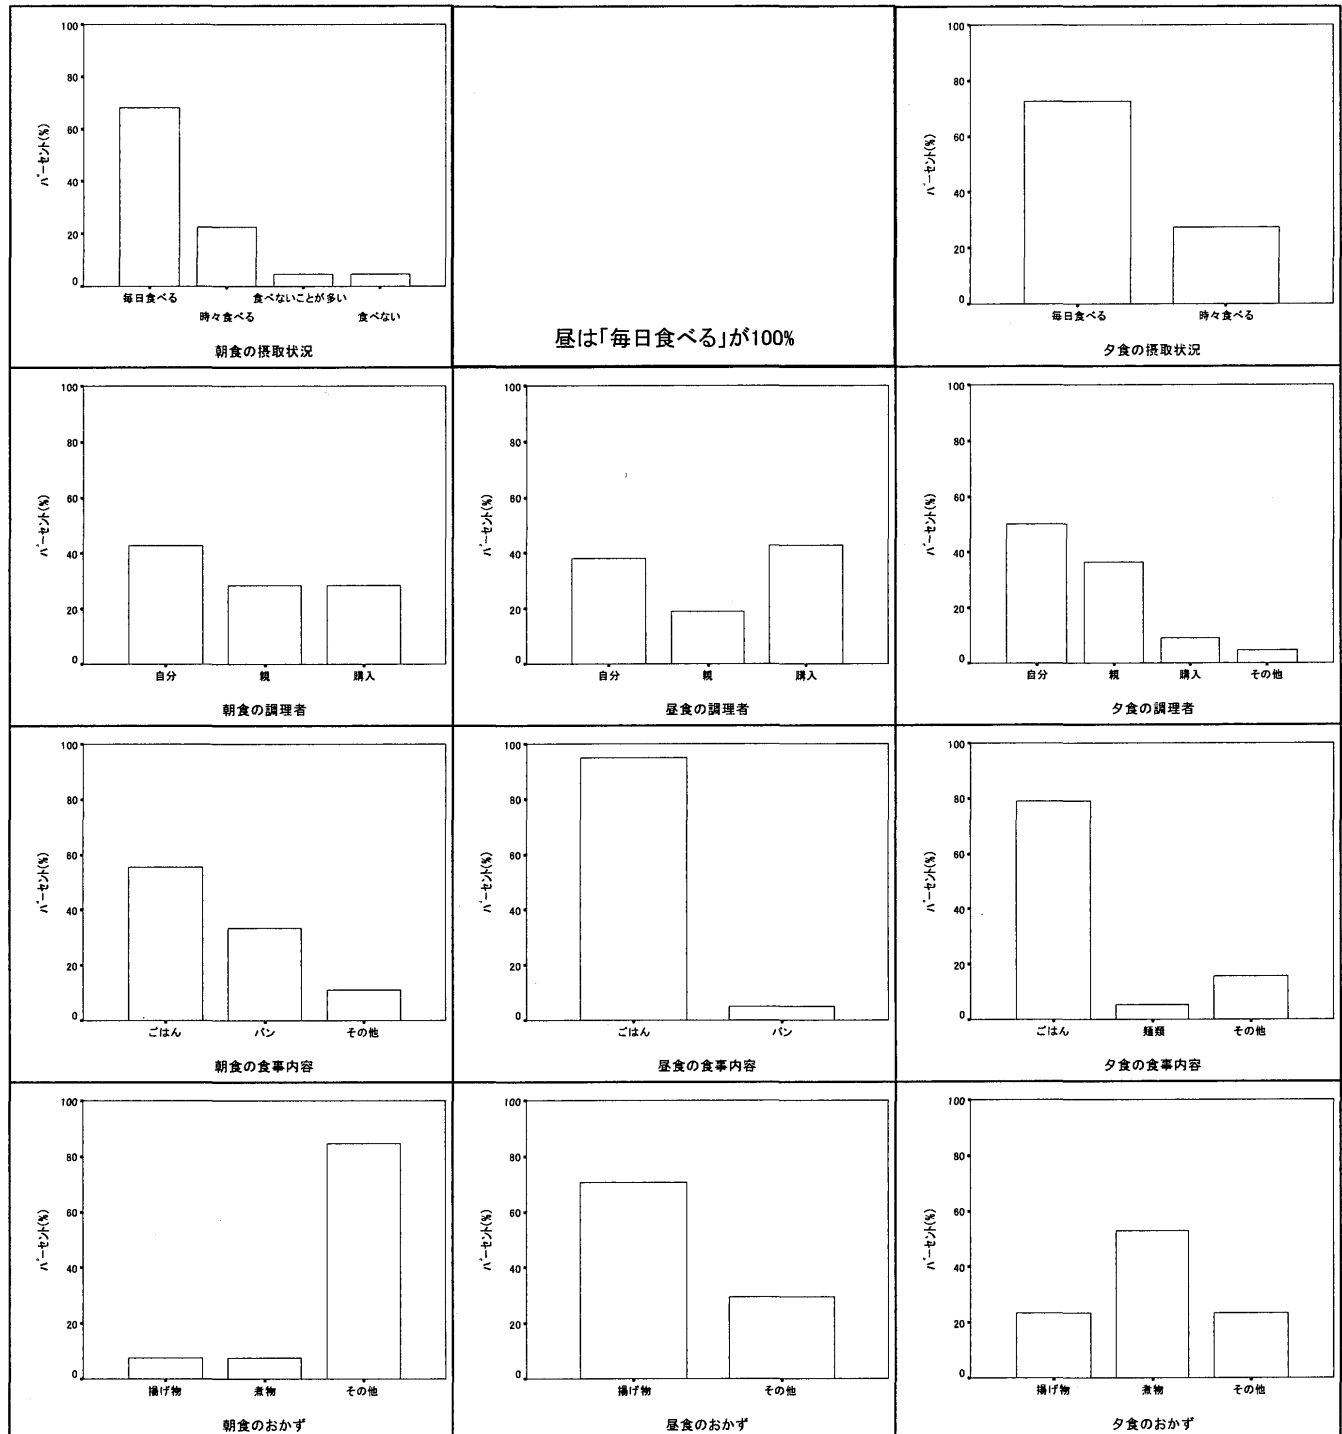 100
80
60
40
20
0
パーセント(%)
毎日食べる
時々食べる
食べないことが多い
食べない
朝食の摂取状況
昼は「毎日食べる」が100%
100
80
60
40
20
0
パーセント(%)
毎日食べる
時々食べる
夕食の摂取状況
100
80
60
40
20
0
パーセント(%)
自分
親
購入
朝食の調理者
100
80
60
40
20
0
パーセント(%)
自分
親
購入
昼食の調理者
100
80
60
40
20
0
パーセント(%)
自分
親
購入
その他
夕食の調理者
100
80
60
40
20
0
パーセント(%)
ごはん
パン
その他
朝食の食事内容
100
80
60
40
20
0
パーセント(%)
ごはん
パン
昼食の食事内容
100
80
60
40
20
0
パーセント(%)
ごはん
麺類
その他
夕食の食事内容
100
80
60
40
20
0
パーセント(%)
揚げ物
煮物
その他
朝食のおかず
100
80
60
40
20
0
パーセント(%)
揚げ物
その他
昼食のおかず
100
80
60
40
20
0
パーセント(%)
揚げ物
煮物
その他
夕食のおかず